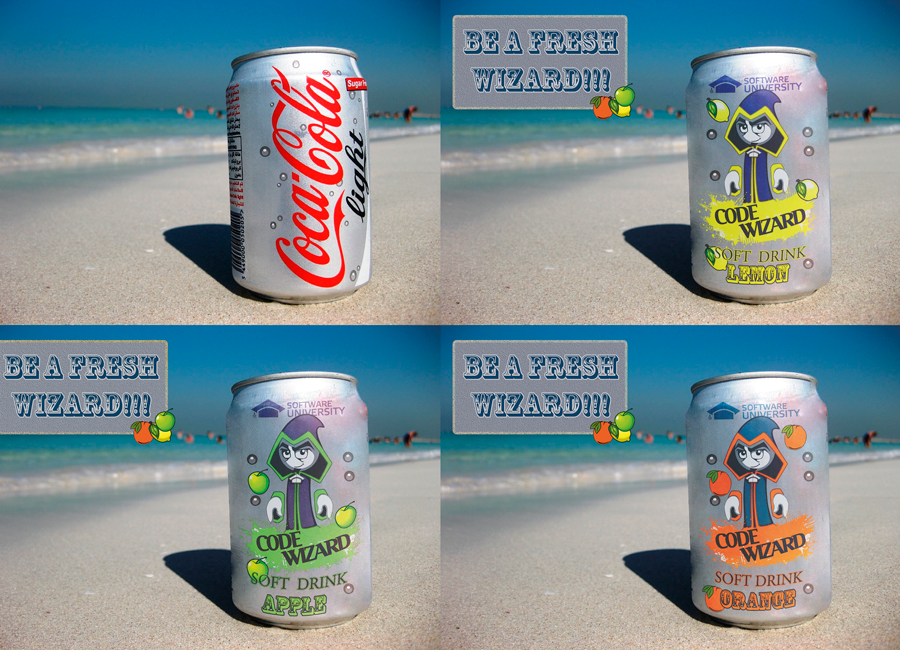 Coca-Cola
light
Sugar
BE A FRESH
WIZARD!!!
SOFTWARE
UNIVERSITY
CODE
WIZARD
SOFT DRINK
LEMON
BE A FRESH
WIZARD!!!
SOFTWARE
UNIVERSITY
CODE
WIZARD
SOFT DRINK
APPLE
BE A FRESH
WIZARD!!!
SOFTWARE
UNIVERSITY
CODE
WIZARD
SOFT DRINK
ORANGE